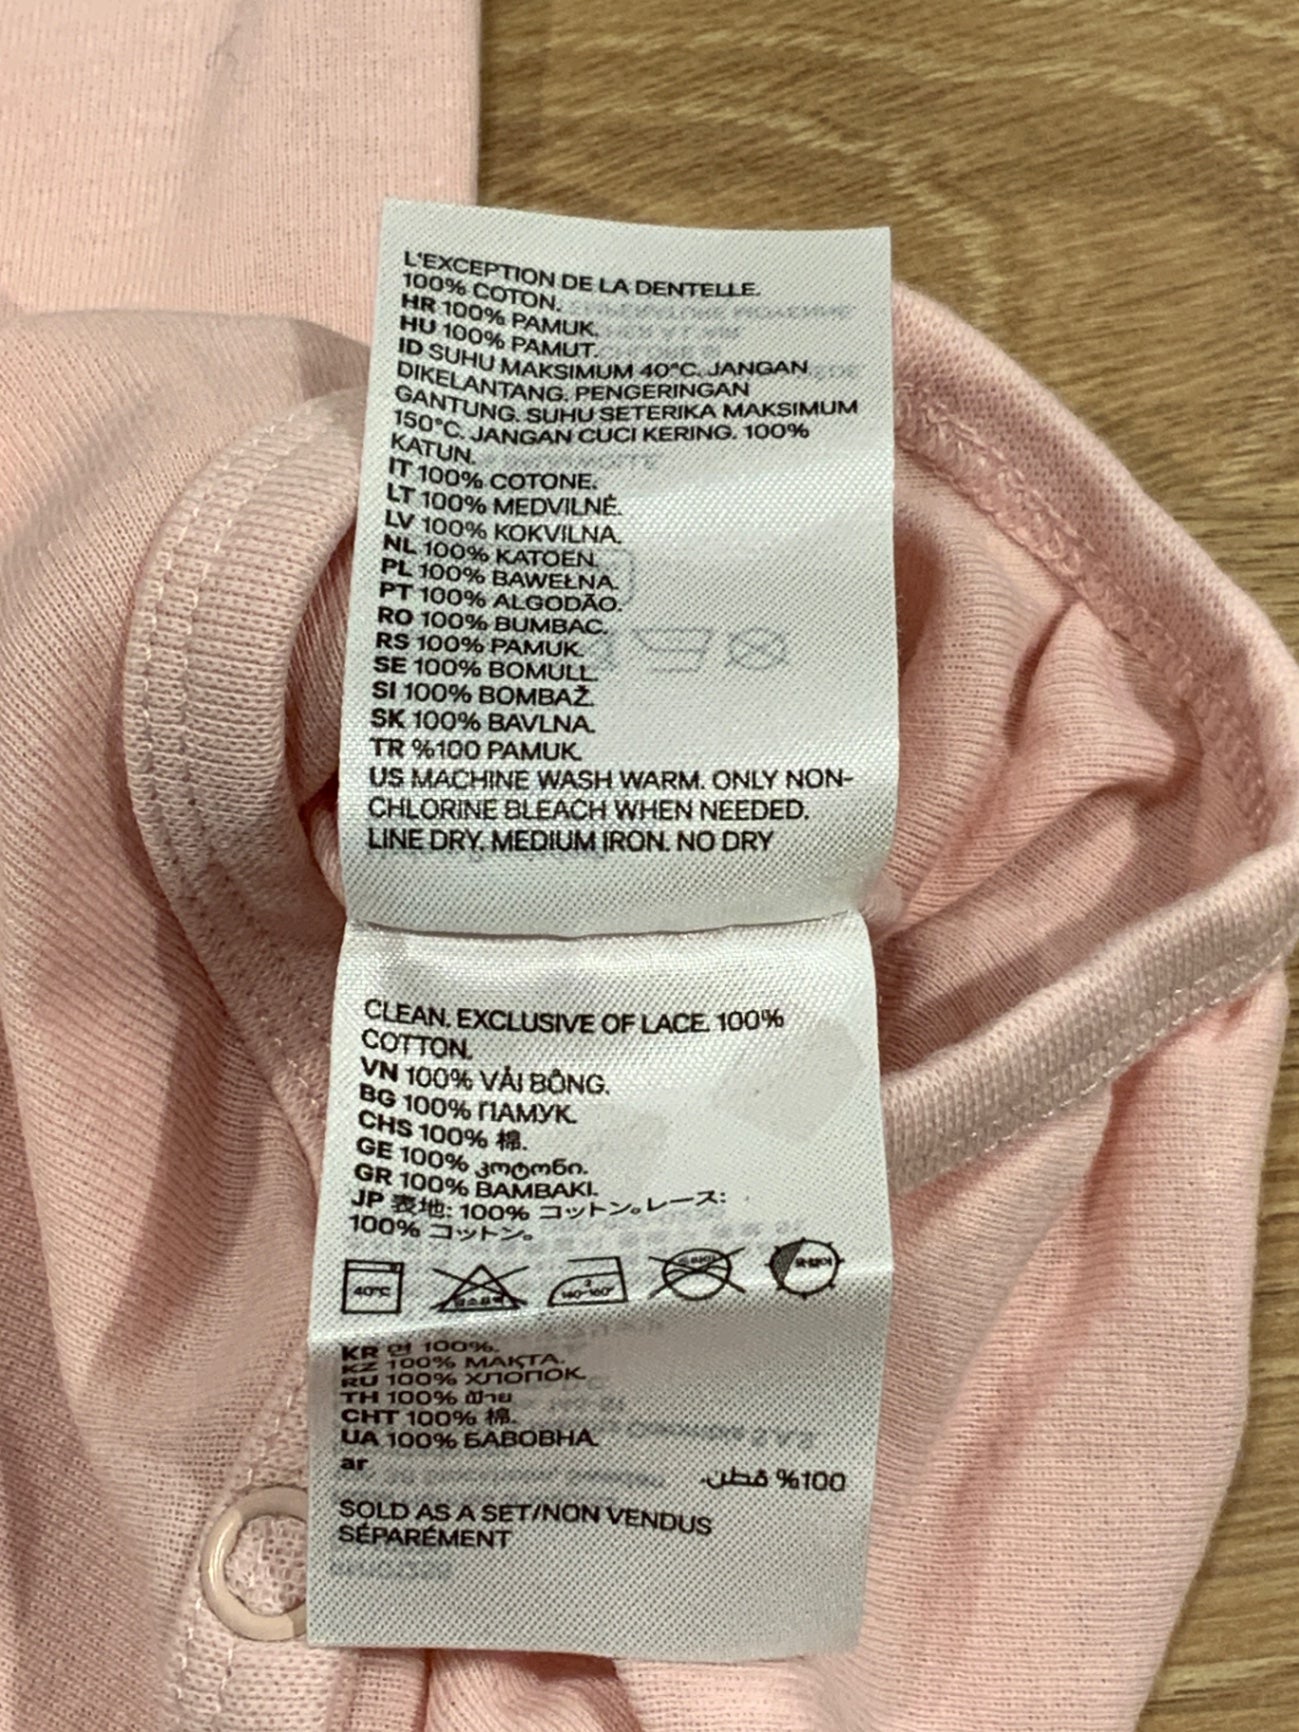 L'EXCEPTION DE LA DENTELLE.
100% COTON.
HR 100% PAMUK.
HU 100% PAMUT.
ID SUHU MAKSIMUM 40°C. JANGAN
DIKELANTANG. PENGERINGAN
GANTUNG. SUHU SETERIKA MAKSIMUM
150°C. JANGAN CUCI KERING. 100%
KATUN.
IT 100% COTONE.
LT 100% MEDVILNĖ.
LV 100% KOKVILNA.
NL 100% KATOEN.
PL 100% BAWEŁNA.
PT 100% ALGODÃO.
RO 100% BUMBAC.
RS 100% PAMUK.
SE 100% BOMULL.
SI 100% BOMBAŽ.
SK 100% BAVLNA.
TR %100 PAMUK.
US MACHINE WASH WARM. ONLY NON-
CHLORINE BLEACH WHEN NEEDED.
LINE DRY. MEDIUM IRON. NO DRY
CLEAN. EXCLUSIVE OF LACE. 100%
COTTON.
VN 100% VẢI BÔNG.
BG 100% ПАМУК.
CHS 100% 棉.
GE 100% კოტონი.
GR 100% ΒΑΜΒΑΚΙ.
JP 表地: 100% コットン。レース:
100% コットン。
40°C
KR 면 100%.
KZ 100% МАҚТА.
RU 100% ХЛОПОК.
TH 100% ฝ้าย
CHT 100% 棉.
UA 100% БАВОВНА.
ar
100% قطن.
SOLD AS A SET/NON VENDUS
SÉPARÉMENT